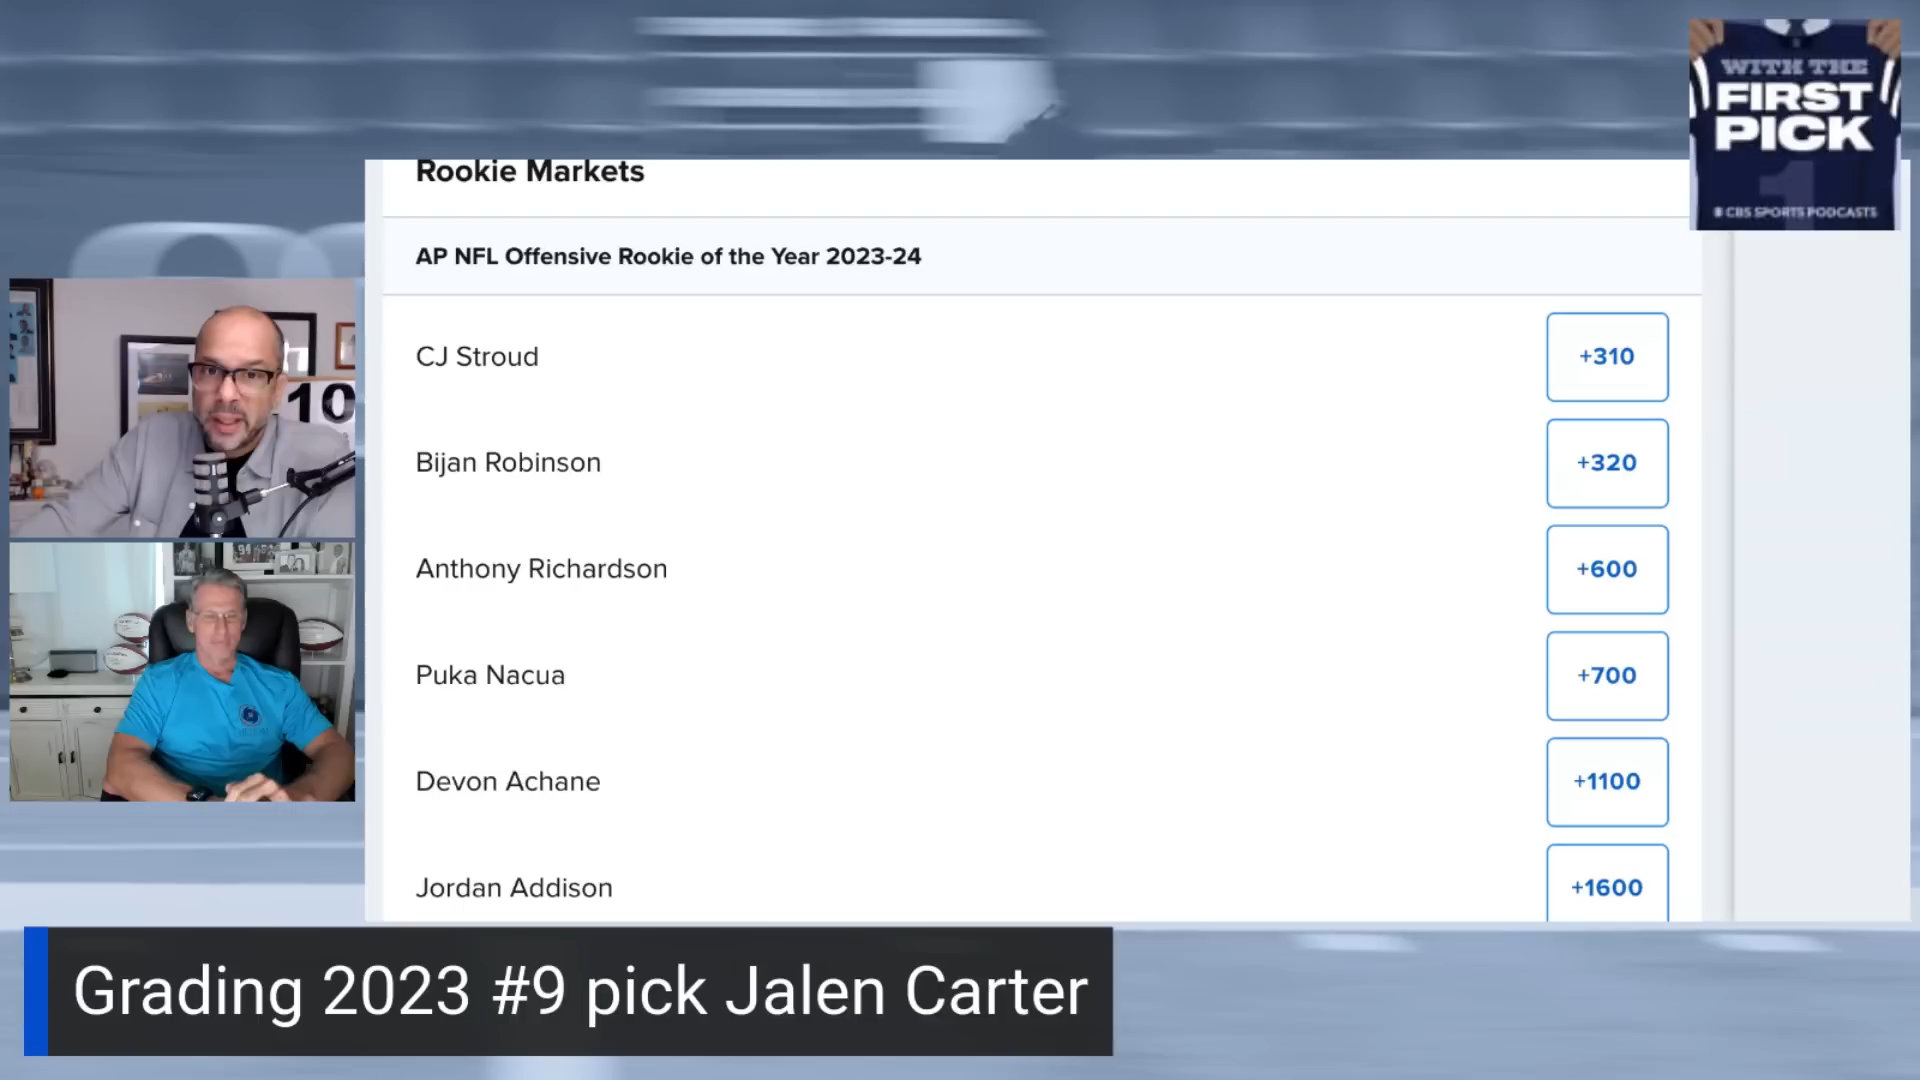 WITH THE
FIRST
PICK
1
CBS SPORTS PODCASTS
Rookie Markets
AP NFL Offensive Rookie of the Year 2023-24
CJ Stroud +310
Bijan Robinson +320
Anthony Richardson +600
Puka Nacua +700
Devon Achane +1100
Jordan Addison +1600
10
94
Grading 2023 #9 pick Jalen Carter